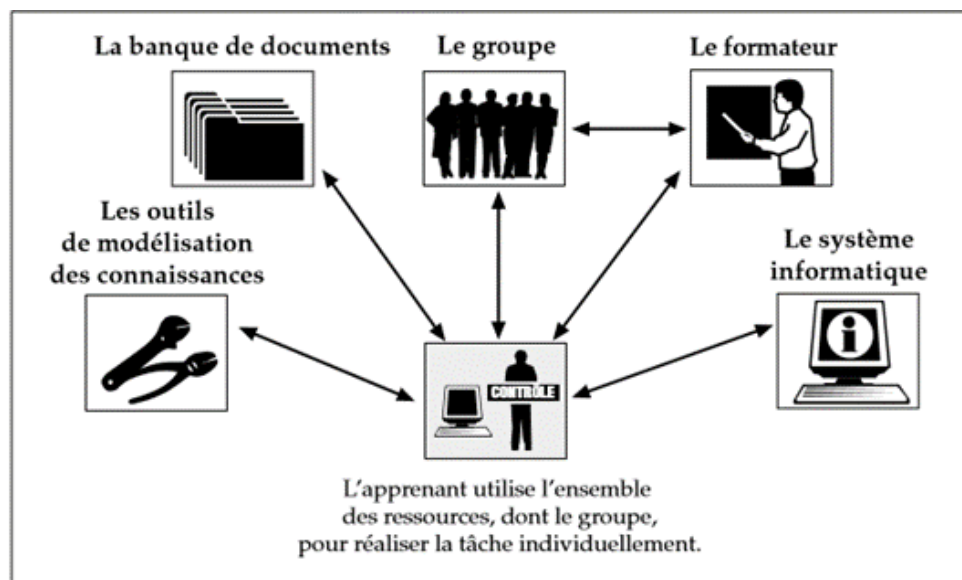 La banque de documents
Le groupe
Le formateur
Les outils
de modélisation
des connaissances
Le système
informatique
CONTRÔLE
L'apprenant utilise l'ensemble
des ressources, dont le groupe,
pour réaliser la tâche individuellement.